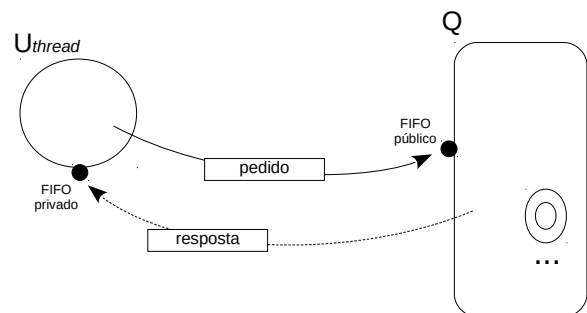 Uthread
Q
FIFO
público
pedido
FIFO
privado
resposta
...